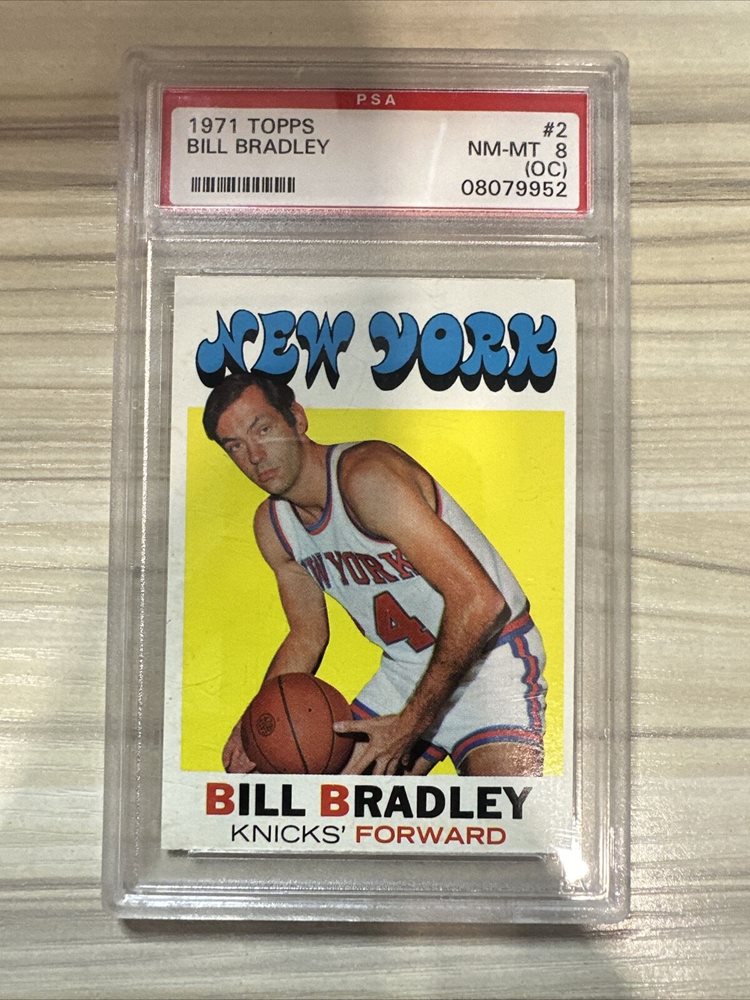 PSA
1971 TOPPS #2
BILL BRADLEY NM-MT 8
(OC)
08079952
NEW YORK
NEW YORK
4
BILL BRADLEY
KNICKS' FORWARD